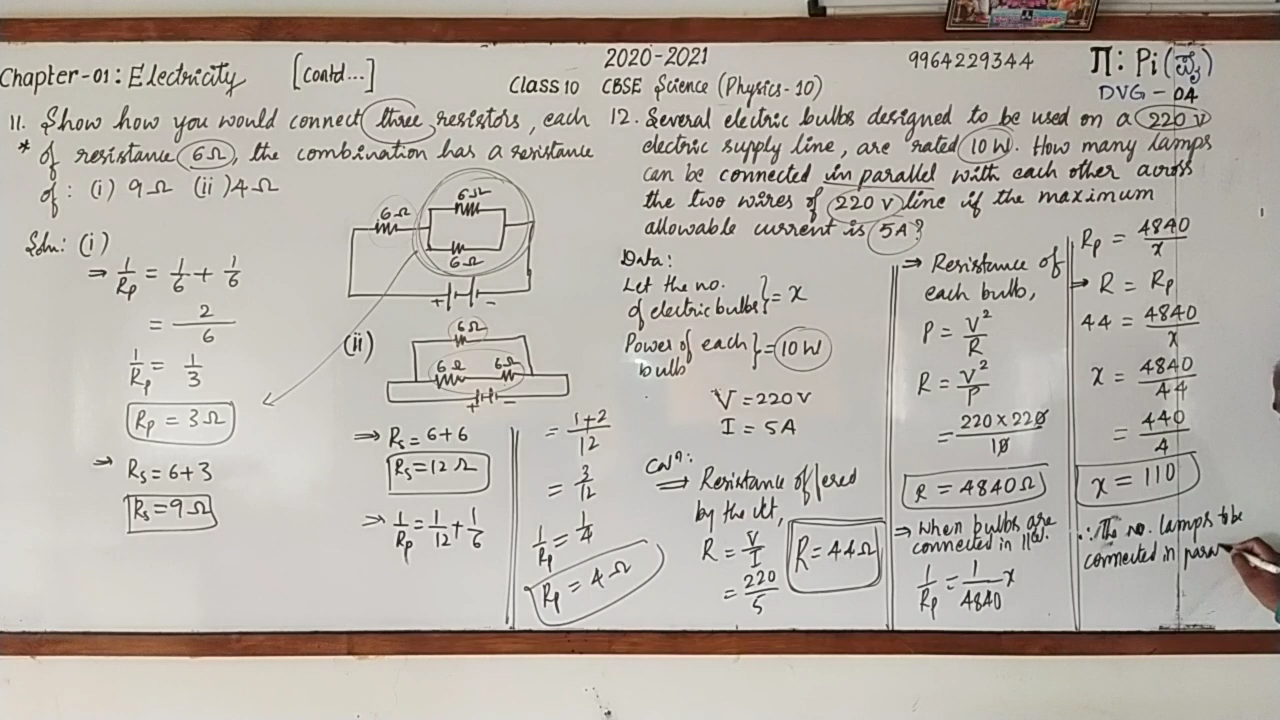 2020-2021
Chapter-01: Electricity [contd...]
Class 10 CBSE Science (Physics-10)
9964229344
Π: Pi (ಪೈ)
DVG - 04
11. Show how you would connect three resistors, each
* of resistance 6Ω, the combination has a resistance
of: (i) 9Ω (ii) 4Ω
Soln: (i)
⇒ 1/Rp = 1/6 + 1/6
= 2/6
1/Rp = 1/3
Rp = 3Ω
⇒ Rs = 6+3
Rs = 9Ω
6Ω
6Ω
6Ω
+ -
(ii)
6Ω
6Ω 6Ω
+ -
⇒ Rs = 6+6
Rs = 12Ω
⇒ 1/Rp = 1/12 + 1/6
= 1+2/12
= 3/12
1/Rp = 1/4
Rp = 4Ω
12. Several electric bulbs designed to be used on a 220 V
electric supply line, are rated 10 W. How many lamps
can be connected in parallel with each other across
the two wires of 220 V line if the maximum
allowable current is 5A?
Data:
Let the no.
of electric bulbs} = x
Power of each
bulb} = 10 W
V = 220 V
I = 5A
Caln:
⇒ Resistance offered
by the ckt,
R = V/I
= 220/5
R = 44Ω
⇒ Resistance of
each bulb,
P = V²/R
R = V²/P
= 220 x 220/10
R = 4840Ω
⇒ When bulbs are
connected in ||el.
1/Rp = 1/4840 x
Rp = 4840/x
⇒ R = Rp
44 = 4840/x
x = 4840/44
= 440/4
x = 110
∴ The no. lamps to be
connected in para